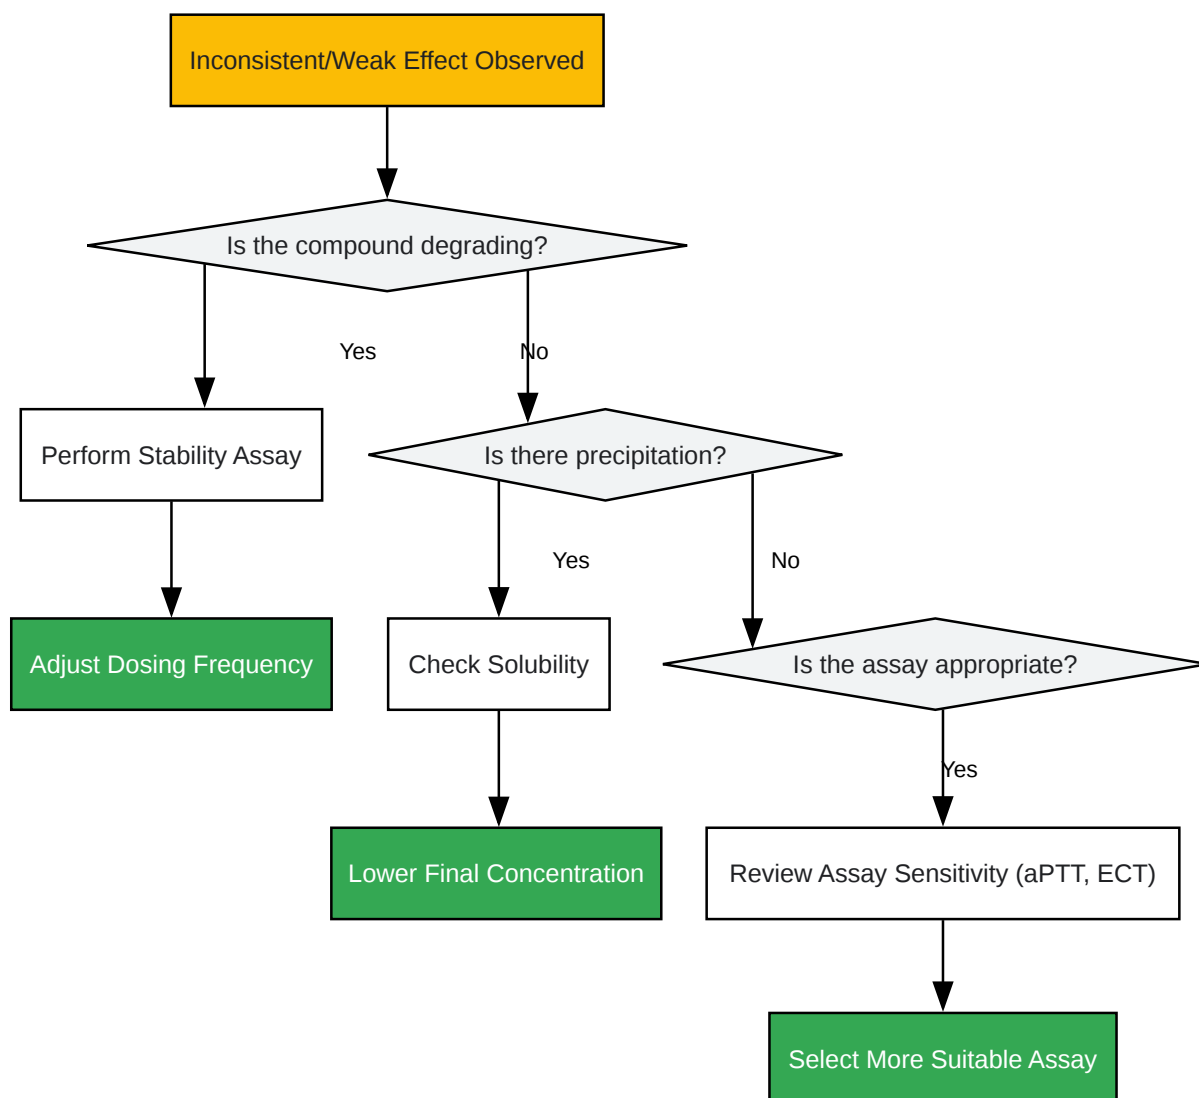 Inconsistent/Weak Effect Observed
Is the compound degrading?
Yes
No
Perform Stability Assay
Is there precipitation?
Yes
No
Adjust Dosing Frequency
Check Solubility
Is the assay appropriate?
Yes
Lower Final Concentration
Review Assay Sensitivity (aPTT, ECT)
Select More Suitable Assay